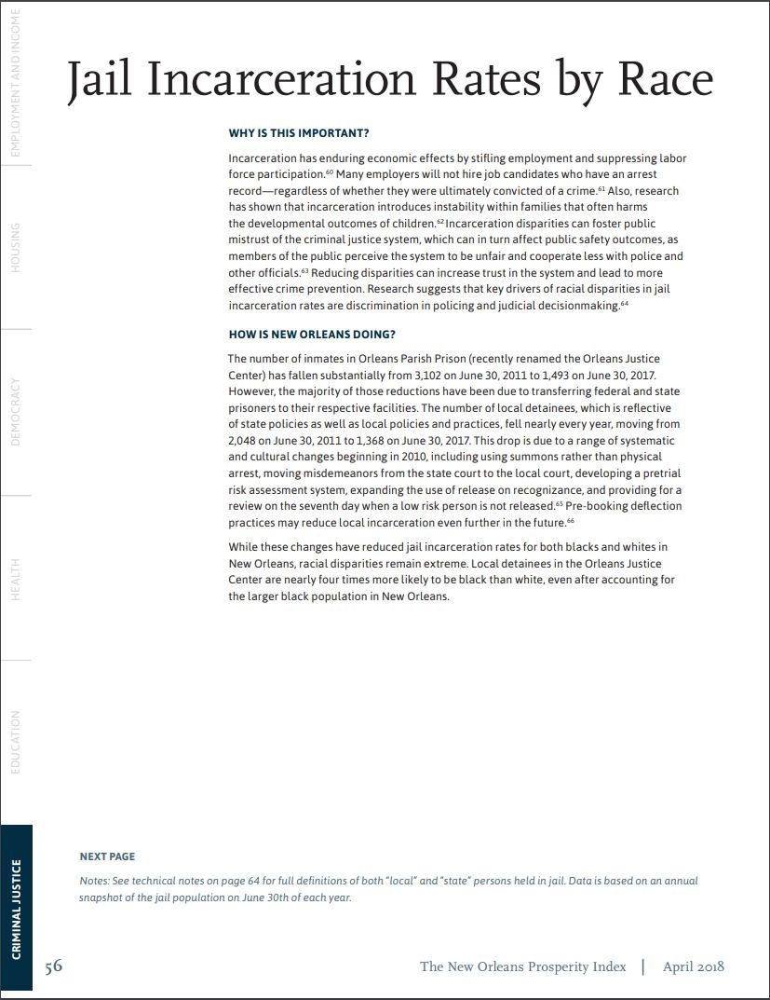 EMPLOYMENT AND INCOME
HOUSING
DEMOCRACY
HEALTH
EDUCATION
CRIMINAL JUSTICE
Jail Incarceration Rates by Race
WHY IS THIS IMPORTANT?
Incarceration has enduring economic effects by stifling employment and suppressing labor
force participation.⁶⁰ Many employers will not hire job candidates who have an arrest
record—regardless of whether they were ultimately convicted of a crime.⁶¹ Also, research
has shown that incarceration introduces instability within families that often harms
the developmental outcomes of children.⁶² Incarceration disparities can foster public
mistrust of the criminal justice system, which can in turn affect public safety outcomes, as
members of the public perceive the system to be unfair and cooperate less with police and
other officials.⁶³ Reducing disparities can increase trust in the system and lead to more
effective crime prevention. Research suggests that key drivers of racial disparities in jail
incarceration rates are discrimination in policing and judicial decisionmaking.⁶⁴
HOW IS NEW ORLEANS DOING?
The number of inmates in Orleans Parish Prison (recently renamed the Orleans Justice
Center) has fallen substantially from 3,102 on June 30, 2011 to 1,493 on June 30, 2017.
However, the majority of those reductions have been due to transferring federal and state
prisoners to their respective facilities. The number of local detainees, which is reflective
of state policies as well as local policies and practices, fell nearly every year, moving from
2,048 on June 30, 2011 to 1,368 on June 30, 2017. This drop is due to a range of systematic
and cultural changes beginning in 2010, including using summons rather than physical
arrest, moving misdemeanors from the state court to the local court, developing a pretrial
risk assessment system, expanding the use of release on recognizance, and providing for a
review on the seventh day when a low risk person is not released.⁶⁵ Pre-booking deflection
practices may reduce local incarceration even further in the future.⁶⁶
While these changes have reduced jail incarceration rates for both blacks and whites in
New Orleans, racial disparities remain extreme. Local detainees in the Orleans Justice
Center are nearly four times more likely to be black than white, even after accounting for
the larger black population in New Orleans.
NEXT PAGE
Notes: See technical notes on page 64 for full definitions of both “local” and “state” persons held in jail. Data is based on an annual
snapshot of the jail population on June 30th of each year.
56
The New Orleans Prosperity Index | April 2018